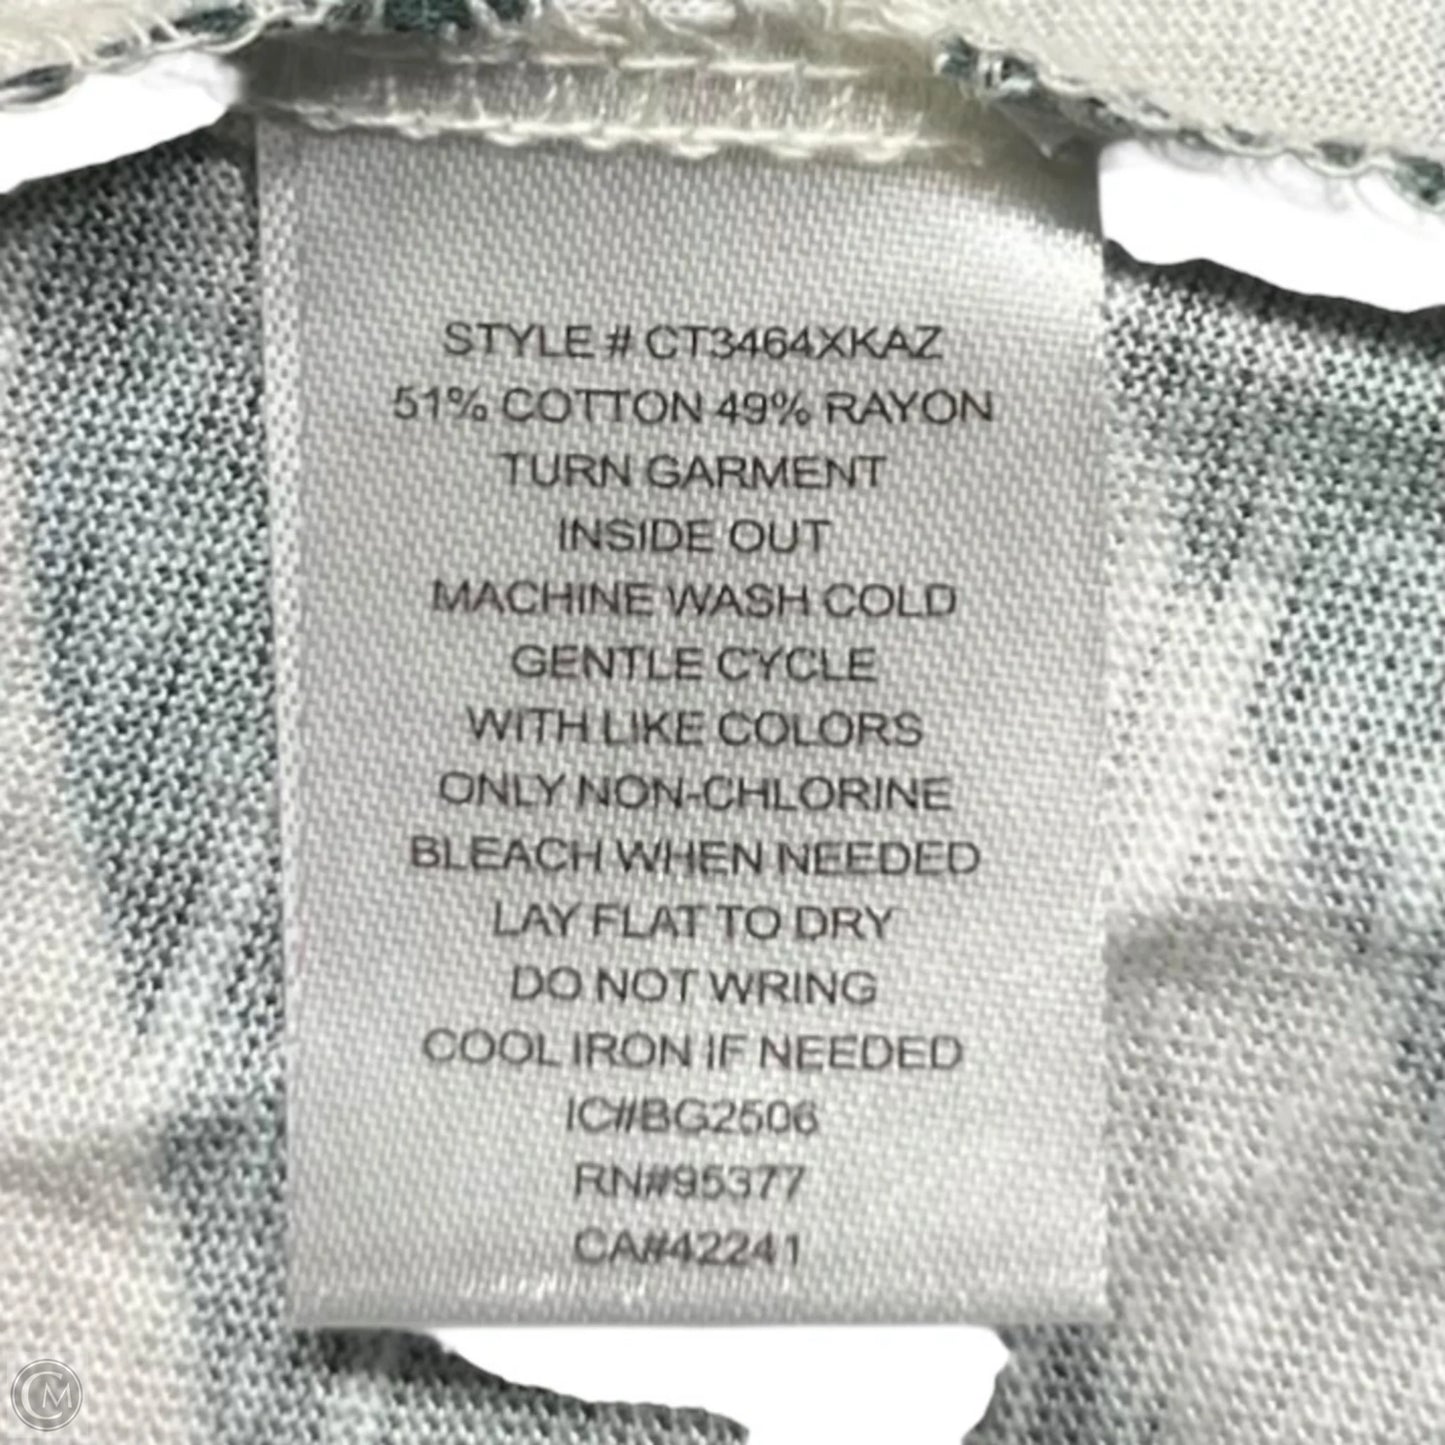 STYLE # CT3464XKAZ
51% COTTON 49% RAYON
TURN GARMENT
INSIDE OUT
MACHINE WASH COLD
GENTLE CYCLE
WITH LIKE COLORS
ONLY NON-CHLORINE
BLEACH WHEN NEEDED
LAY FLAT TO DRY
DO NOT WRING
COOL IRON IF NEEDED
IC#BG2506
RN#95377
CA#42241
CM